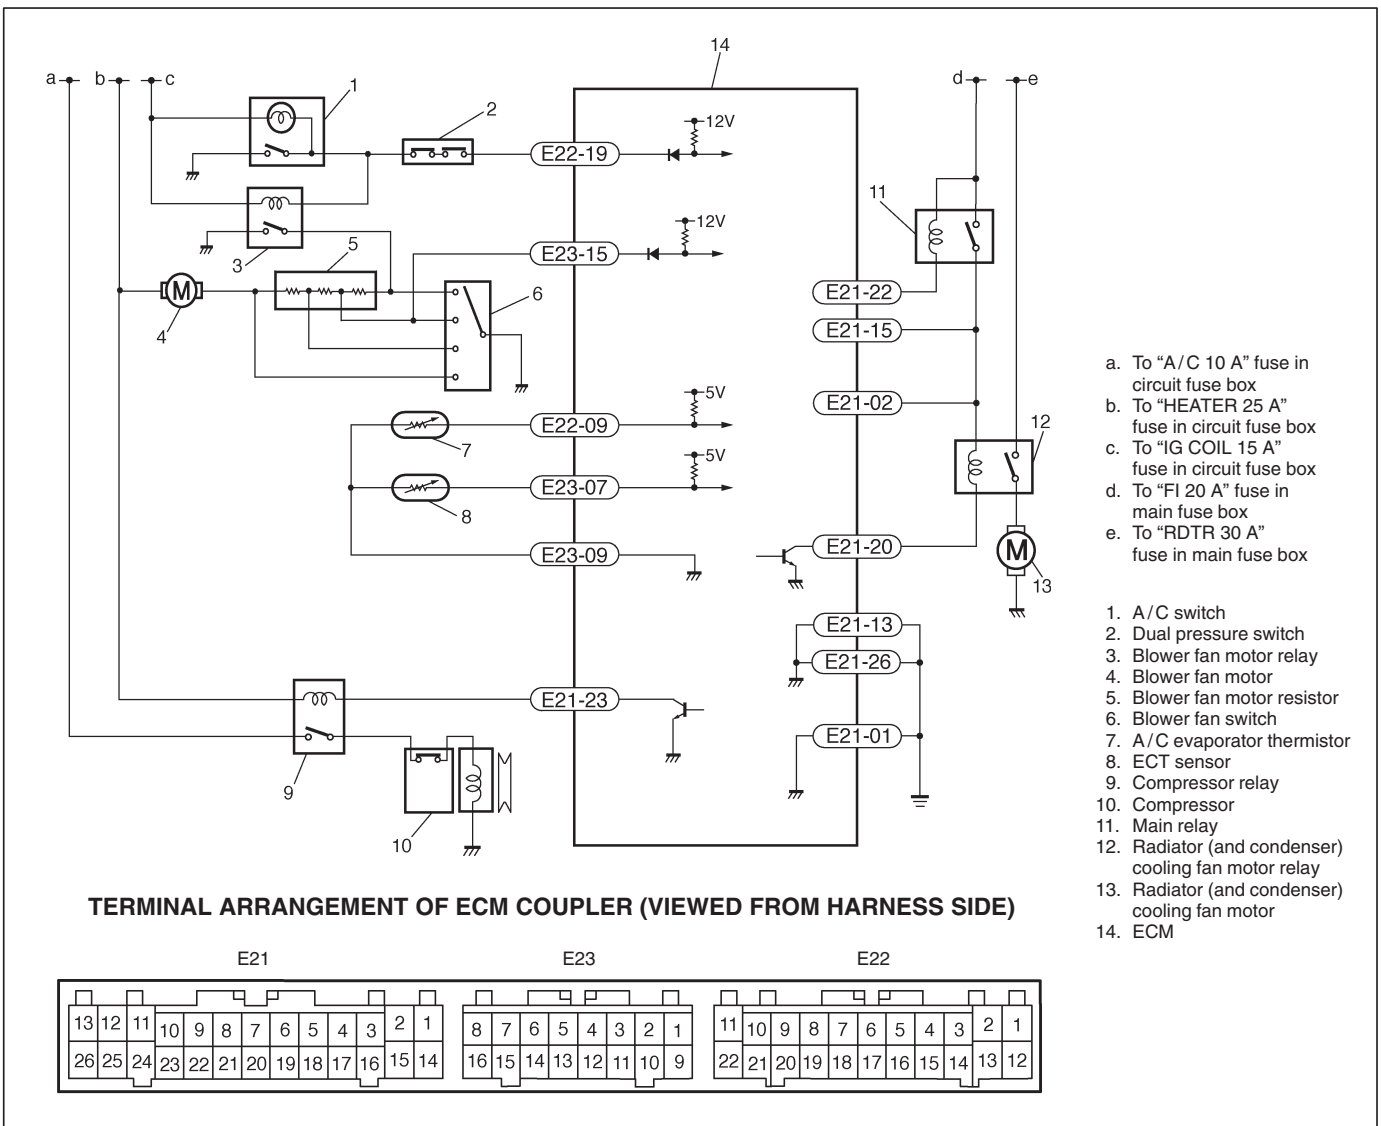 14
a
b
c
d
e
1
2
12V
E22-19
11
3
5
12V
E23-15
4
6
E21-22
E21-15
5V
E21-02
E22-09
7
12
5V
E23-07
8
E23-09
E21-20
M
M
13
E21-13
E21-26
E21-23
E21-01
9
10
a. To “A/C 10 A” fuse in
circuit fuse box
b. To “HEATER 25 A”
fuse in circuit fuse box
c. To “IG COIL 15 A”
fuse in circuit fuse box
d. To “FI 20 A” fuse in
main fuse box
e. To “RDTR 30 A”
fuse in main fuse box
1. A/C switch
2. Dual pressure switch
3. Blower fan motor relay
4. Blower fan motor
5. Blower fan motor resistor
6. Blower fan switch
7. A/C evaporator thermistor
8. ECT sensor
9. Compressor relay
10. Compressor
11. Main relay
12. Radiator (and condenser)
cooling fan motor relay
13. Radiator (and condenser)
cooling fan motor
14. ECM
TERMINAL ARRANGEMENT OF ECM COUPLER (VIEWED FROM HARNESS SIDE)
E21
E23
E22
13 12 11 10 9 8 7 6 5 4 3 2 1
26 25 24 23 22 21 20 19 18 17 16 15 14
8 7 6 5 4 3 2 1
16 15 14 13 12 11 10 9
11 10 9 8 7 6 5 4 3 2 1
22 21 20 19 18 17 16 15 14 13 12